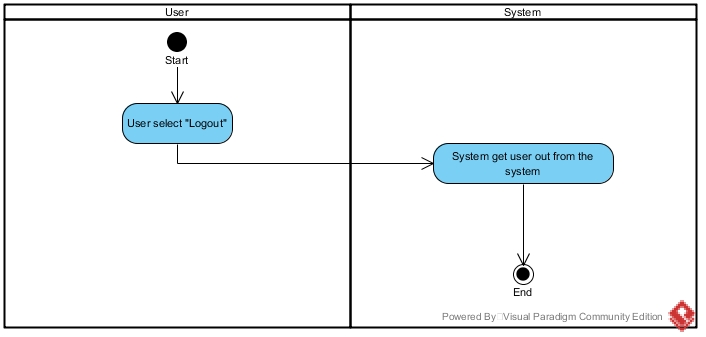 User
System
Start
User select "Logout"
System get user out from the
system
End
Powered By Visual Paradigm Community Edition